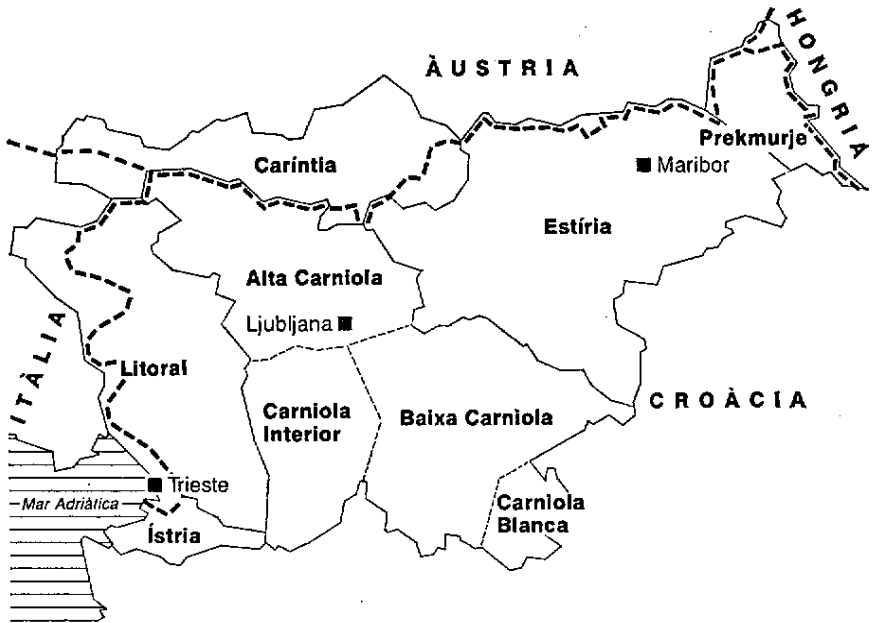 ÀUSTRIA
HONGRIA
Prekmurje
Caríntia
Maribor
Estíria
Alta Carniola
Ljubljana
ITÀLIA
Litoral
CROÀCIA
Carniola
Interior
Baixa Carniola
Trieste
Mar Adriàtica
Carniola
Blanca
Ístria